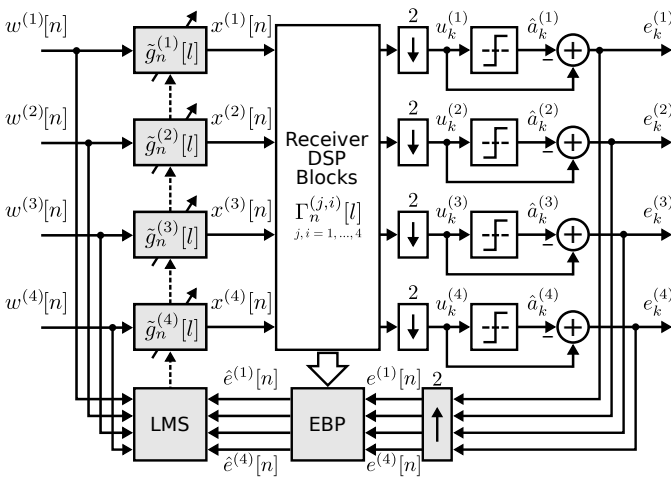 w^{(1)}[n] \tilde{g}_n^{(1)}[l] x^{(1)}[n] 2 u_k^{(1)} \hat{a}_k^{(1)} − + e_k^{(1)}
w^{(2)}[n] \tilde{g}_n^{(2)}[l] x^{(2)}[n] 2 u_k^{(2)} \hat{a}_k^{(2)} − + e_k^{(2)}
Receiver
DSP
Blocks
Γ_n^{(j,i)}[l]
j, i = 1, ..., 4
w^{(3)}[n] \tilde{g}_n^{(3)}[l] x^{(3)}[n] 2 u_k^{(3)} \hat{a}_k^{(3)} − + e_k^{(3)}
w^{(4)}[n] \tilde{g}_n^{(4)}[l] x^{(4)}[n] 2 u_k^{(4)} \hat{a}_k^{(4)} − + e_k^{(4)}
\hat{e}^{(1)}[n] e^{(1)}[n] 2
LMS EBP
\hat{e}^{(4)}[n] e^{(4)}[n]